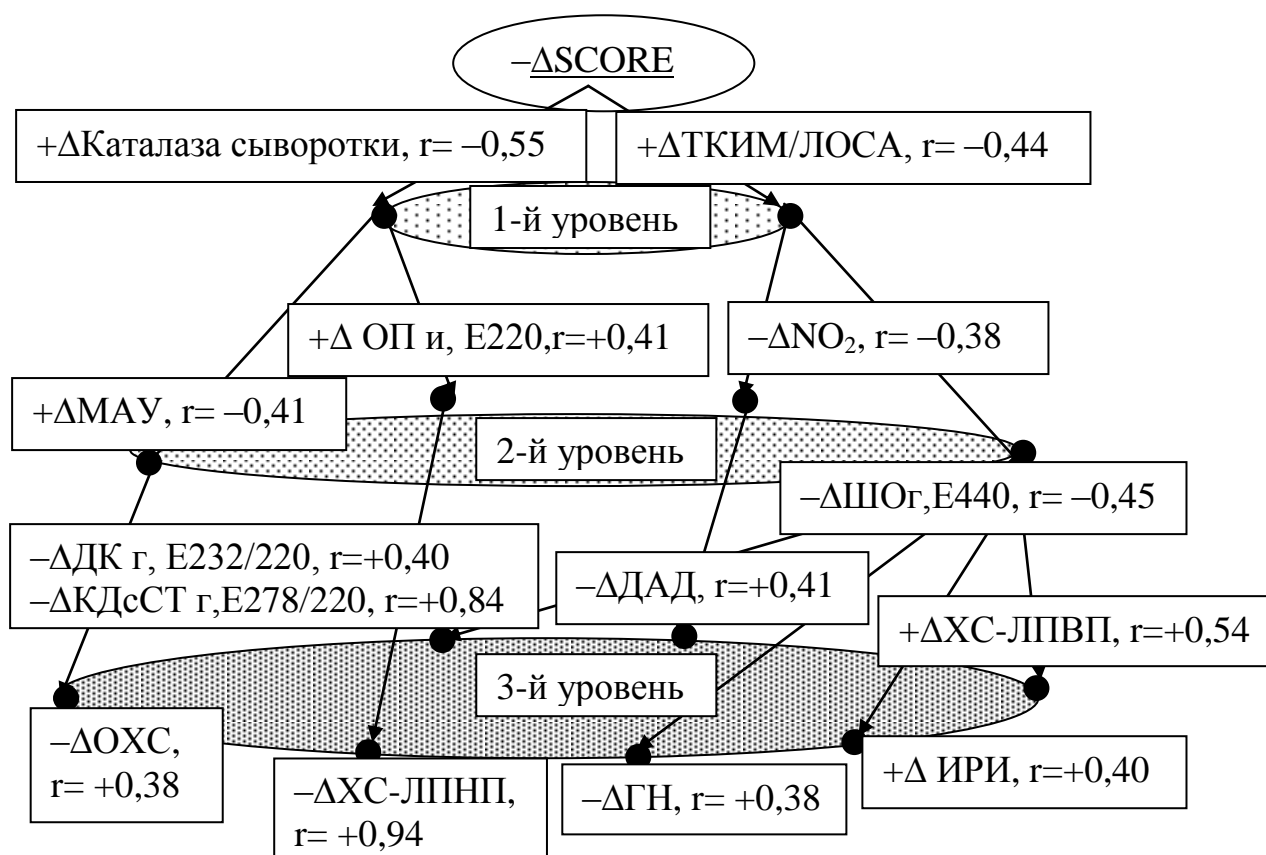 –ΔSCORE
+ΔКаталаза сыворотки, r= –0,55
+ΔТКИМ/ЛОСА, r= –0,44
1-й уровень
+Δ ОП и, Е220,r=+0,41
–ΔNO₂, r= –0,38
+ΔМАУ, r= –0,41
2-й уровень
–ΔШОг,Е440, r= –0,45
–ΔДК г, Е232/220, r=+0,40
–ΔКДсСТ г,Е278/220, r=+0,84
–ΔДАД, r=+0,41
+ΔХС-ЛПВП, r=+0,54
3-й уровень
–ΔОХС,
r= +0,38
–ΔХС-ЛПНП,
r= +0,94
–ΔГН, r= +0,38
+Δ ИРИ, r=+0,40